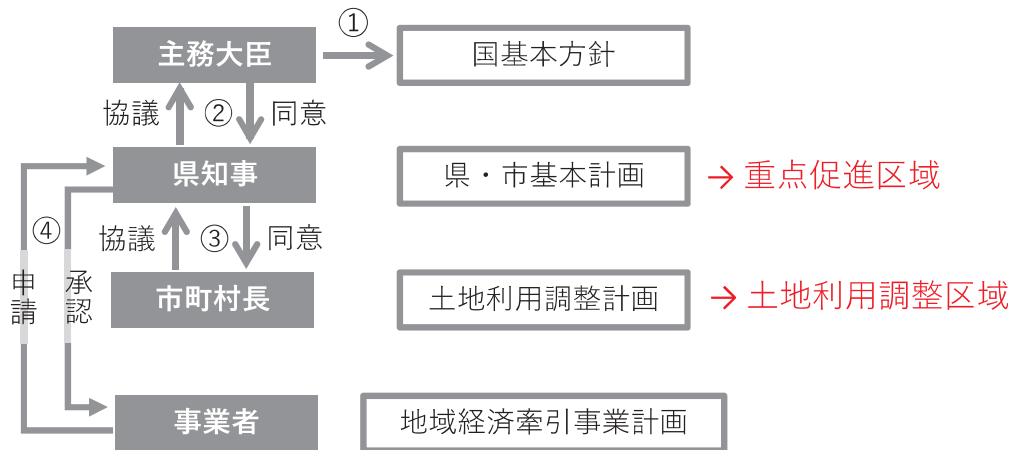 ①
主務大臣
国基本方針
協議 ② 同意
県知事
県・市基本計画
→ 重点促進区域
④
協議 ③ 同意
申請
承認
市町村長
土地利用調整計画
→ 土地利用調整区域
事業者
地域経済牽引事業計画